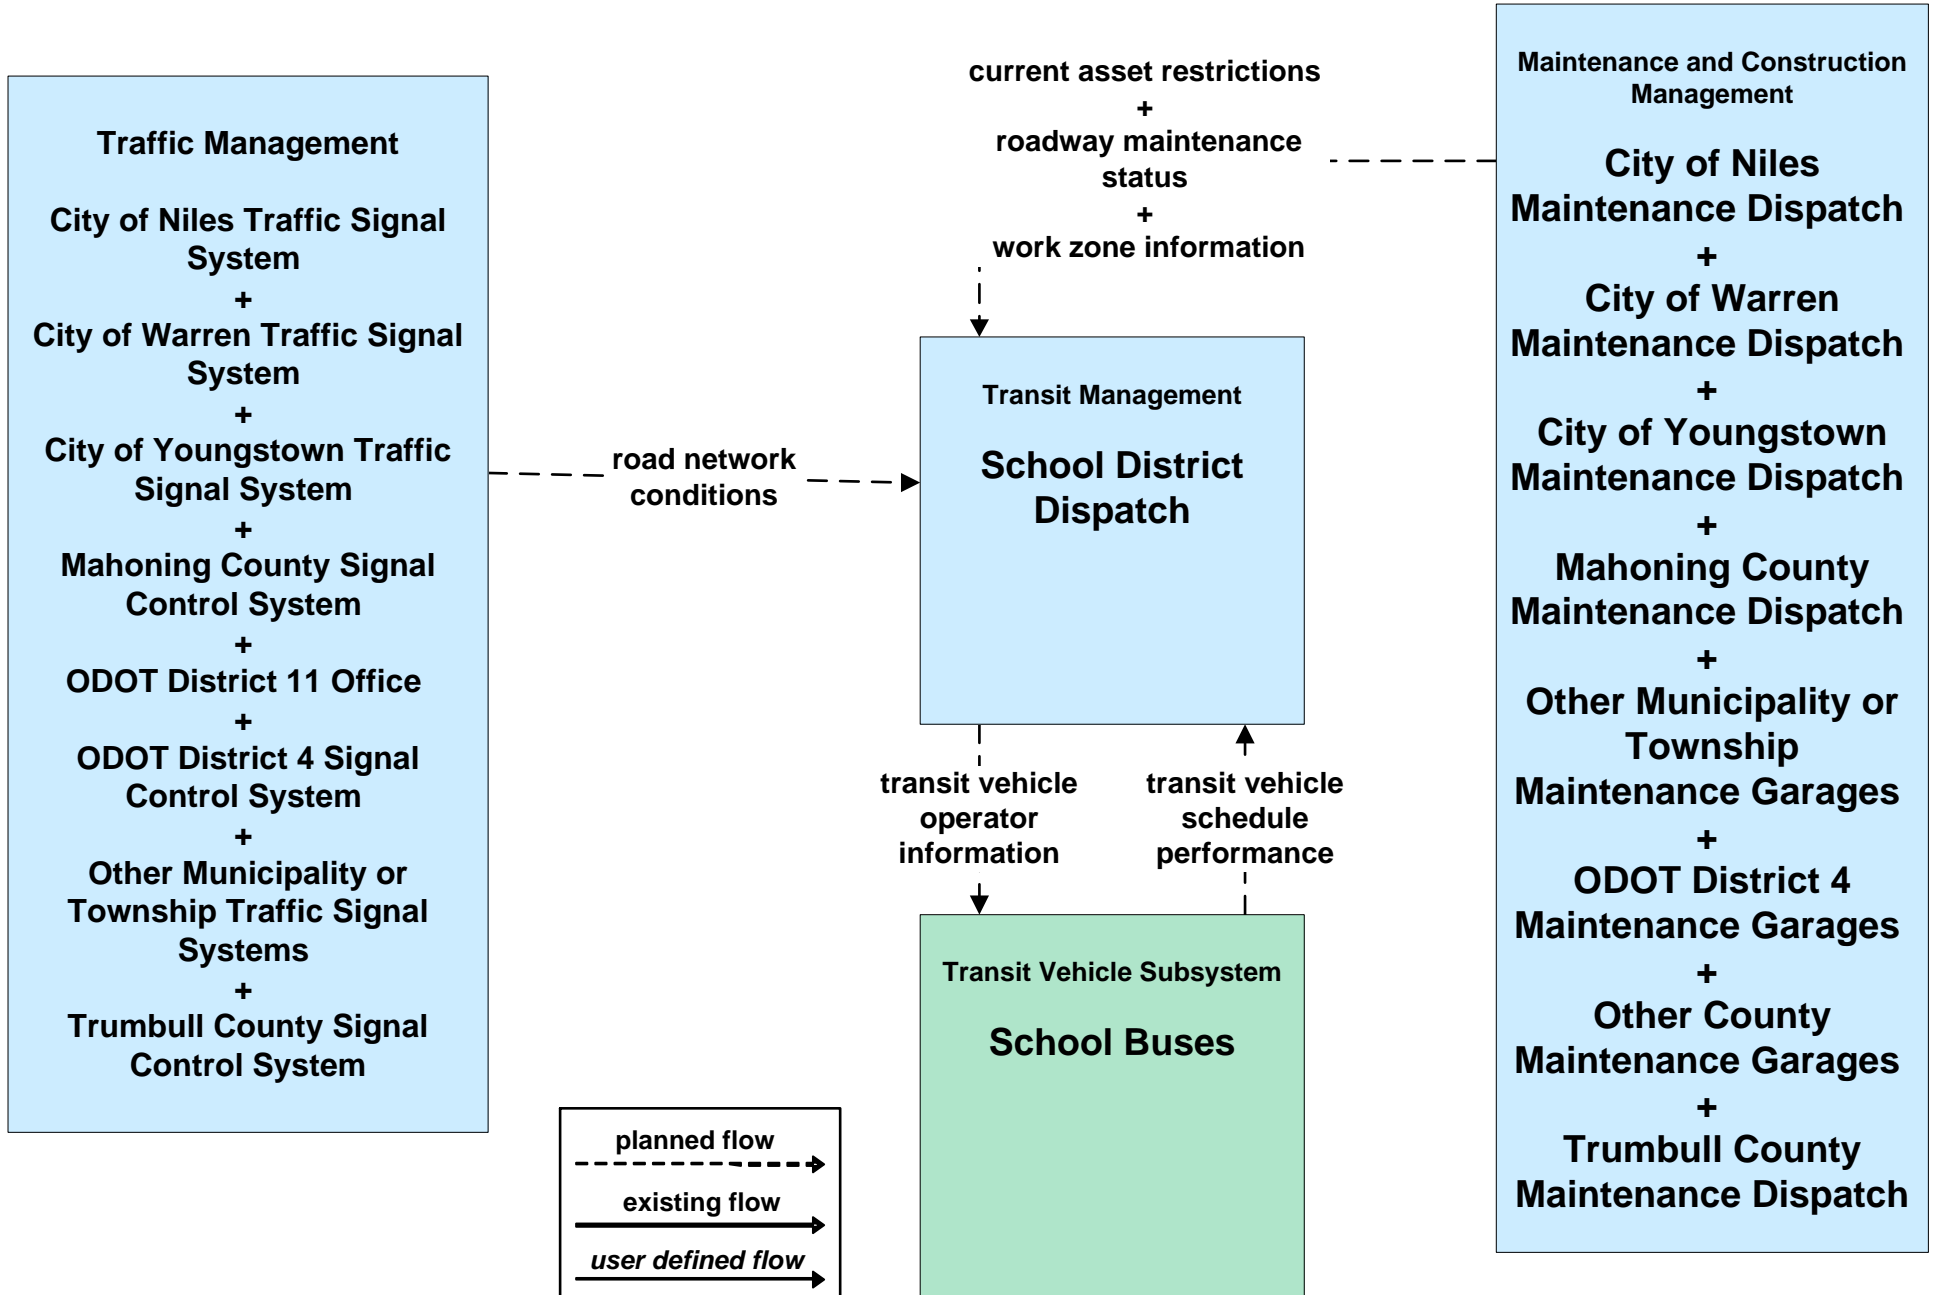 Traffic Management
City of Niles Traffic Signal
System
+
City of Warren Traffic Signal
System
+
City of Youngstown Traffic
Signal System
+
Mahoning County Signal
Control System
+
ODOT District 11 Office
+
ODOT District 4 Signal
Control System
+
Other Municipality or
Township Traffic Signal
Systems
+
Trumbull County Signal
Control System
road network
conditions
current asset restrictions
+
roadway maintenance
status
+
work zone information
Transit Management
School District
Dispatch
transit vehicle
operator
information
transit vehicle
schedule
performance
Transit Vehicle Subsystem
School Buses
planned flow
existing flow
user defined flow
Maintenance and Construction
Management
City of Niles
Maintenance Dispatch
+
City of Warren
Maintenance Dispatch
+
City of Youngstown
Maintenance Dispatch
+
Mahoning County
Maintenance Dispatch
+
Other Municipality or
Township
Maintenance Garages
+
ODOT District 4
Maintenance Garages
+
Other County
Maintenance Garages
+
Trumbull County
Maintenance Dispatch